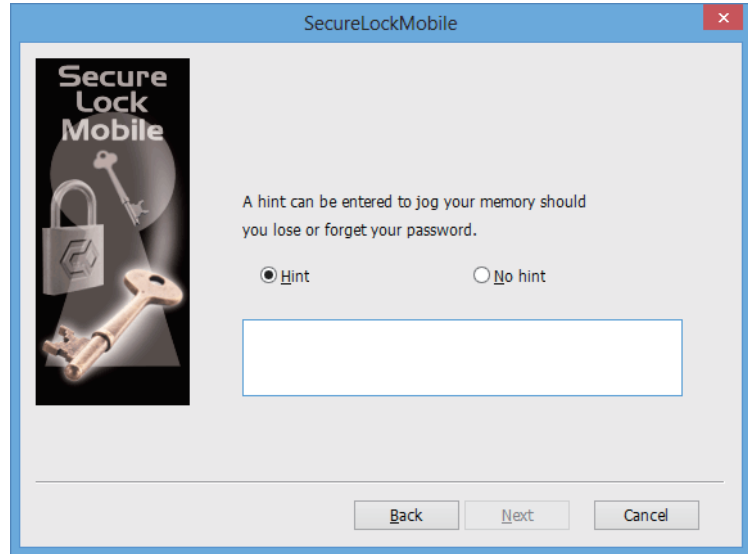 SecureLockMobile
Secure
Lock
Mobile
A hint can be entered to jog your memory should
you lose or forget your password.
Hint No hint
Back Next Cancel